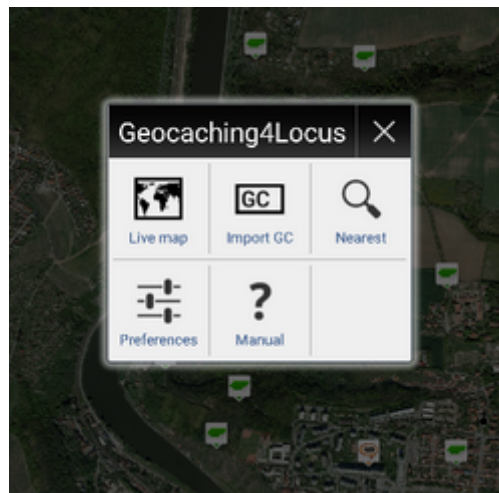 Geocaching4Locus
Live map
GC
Import GC
Nearest
Preferences
?
Manual